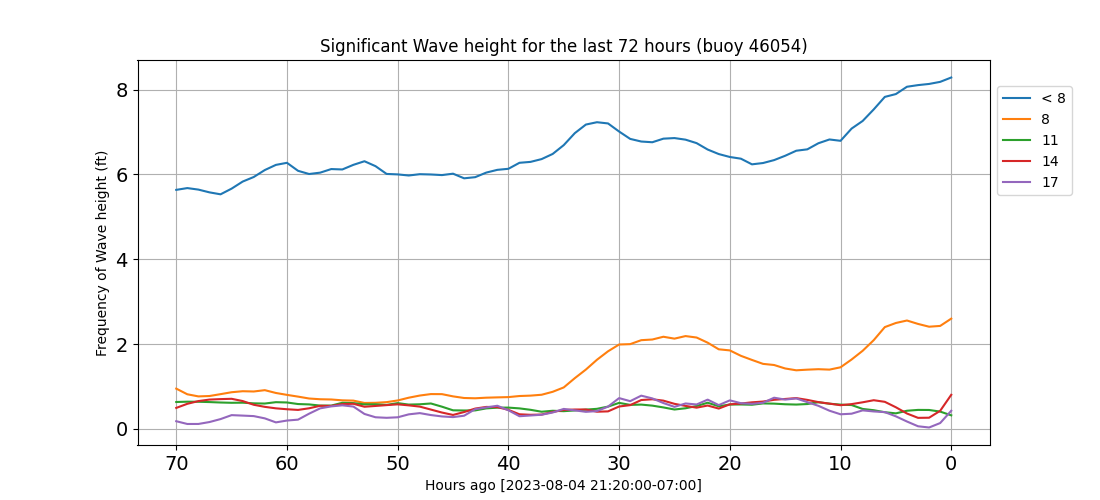 Significant Wave height for the last 72 hours (buoy 46054)
Frequency of Wave height (ft)
8
6
4
2
0
70 60 50 40 30 20 10 0
Hours ago [2023-08-04 21:20:00-07:00]
< 8
8
11
14
17